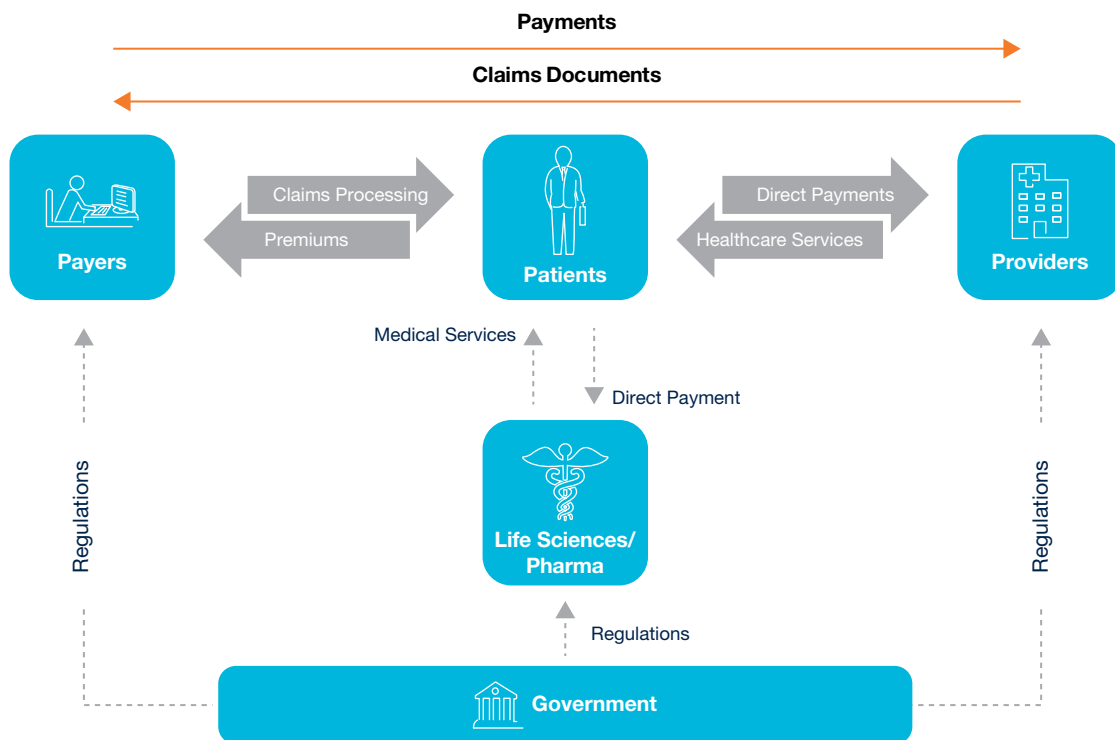 Payments
Claims Documents
Claims Processing
Premiums
Direct Payments
Healthcare Services
Payers
Patients
Providers
Medical Services
Direct Payment
Regulations
Life Sciences/
Pharma
Regulations
Regulations
Government